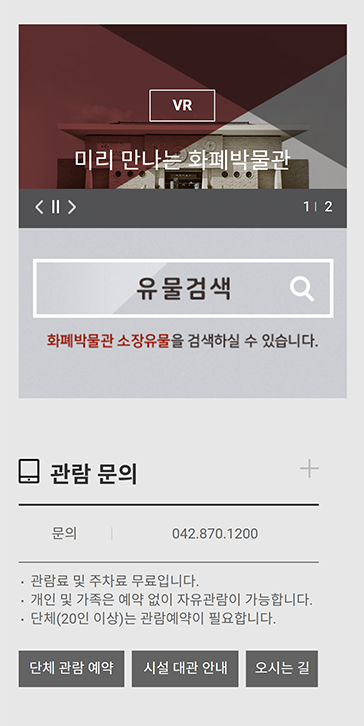 VR
미리 만나는 화폐박물관
1 | 2
유물검색
화폐박물관 소장유물을 검색하실 수 있습니다.
관람 문의
문의 | 042.870.1200
· 관람료 및 주차료 무료입니다.
· 개인 및 가족은 예약 없이 자유관람이 가능합니다.
· 단체(20인 이상)는 관람예약이 필요합니다.
단체 관람 예약 시설 대관 안내 오시는 길